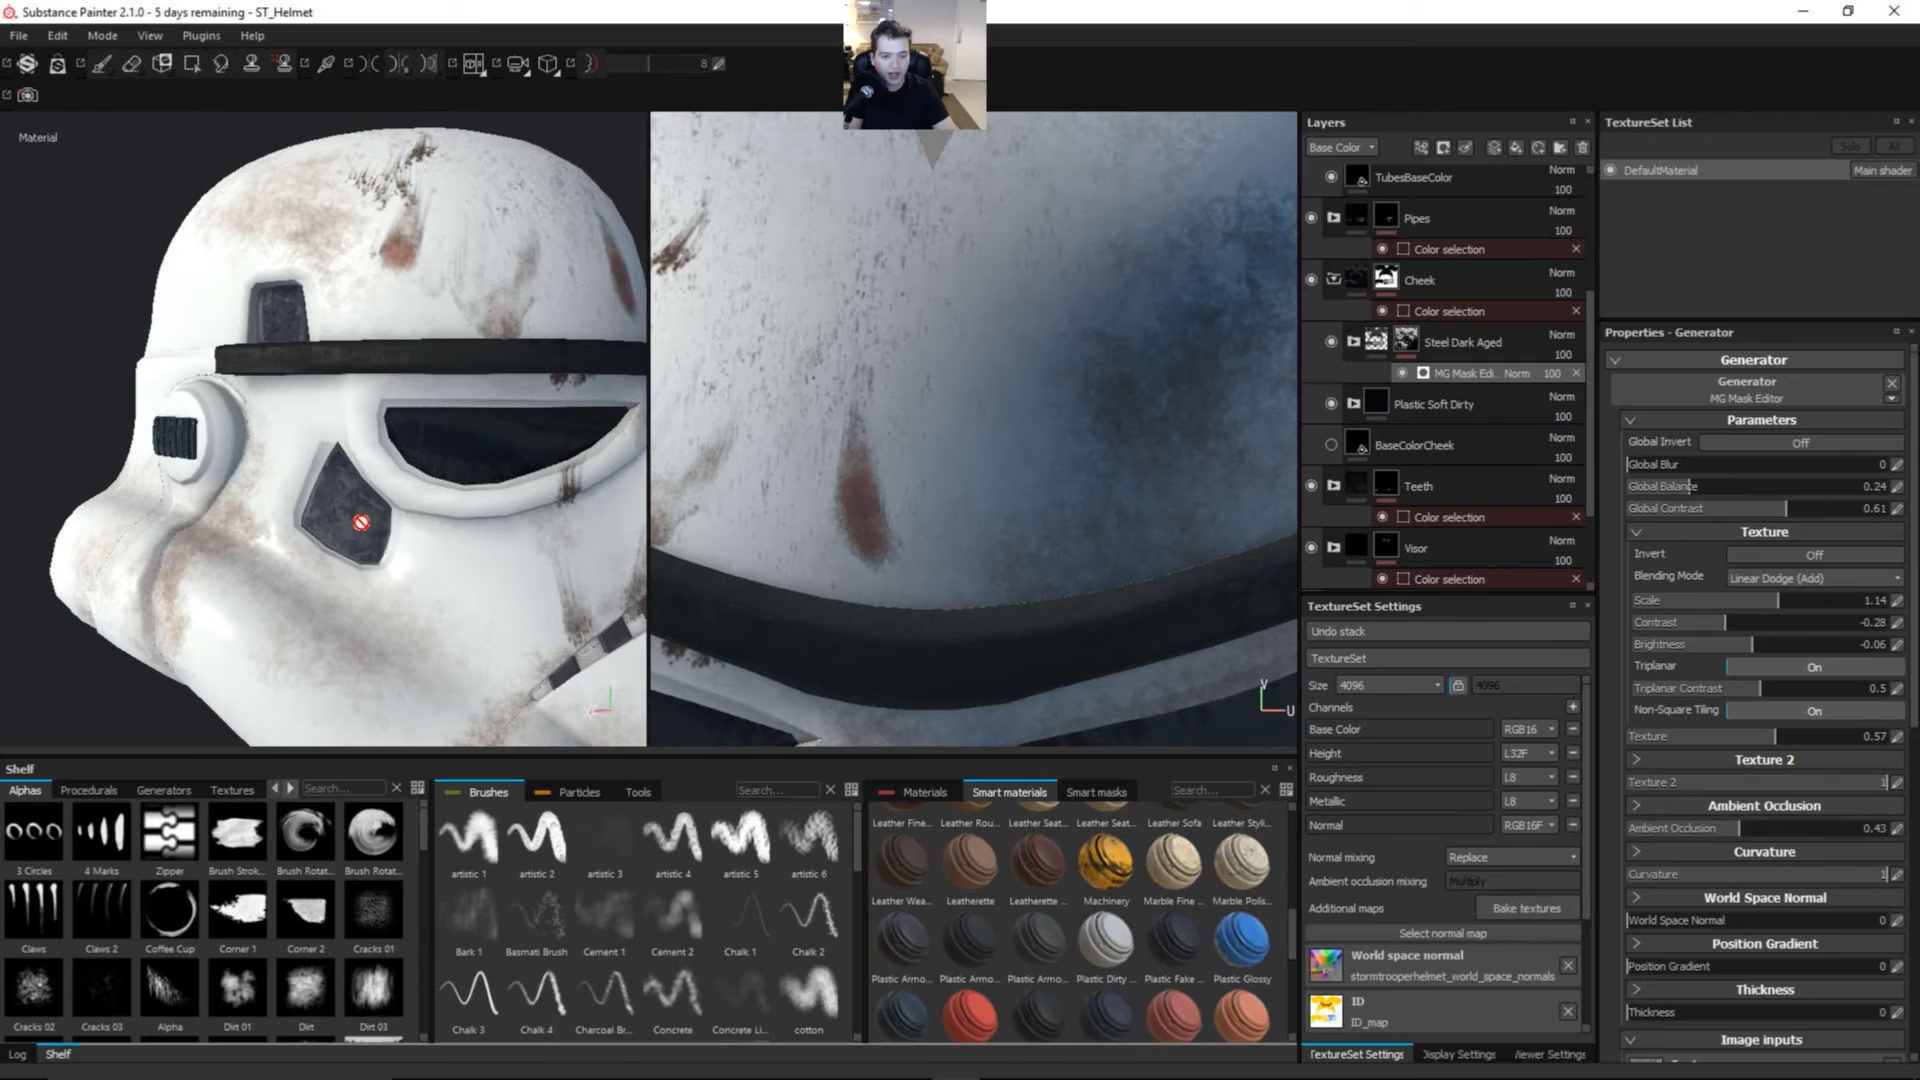 Substance Painter 2.1.0 - 5 days remaining - ST_Helmet
File Edit Mode View Plugins Help
8
Material
V
U
Layers
Base Color
TubesBaseColor Norm 100
Pipes Norm 100
Color selection
Cheek Norm 100
Color selection
Steel Dark Aged Norm 100
MG Mask Edi.. Norm 100
Plastic Soft Dirty Norm 100
BaseColorCheek Norm 100
Teeth Norm 100
Color selection
Visor Norm 100
Color selection
TextureSet Settings
Undo stack
TextureSet
Size 4096 4096
Channels
Base Color RGB16
Height L32F
Roughness L8
Metallic L8
Normal RGB16F
Normal mixing Replace
Ambient occlusion mixing Multiply
Additional maps Bake textures
Select normal map
World space normal
stormtrooperhelmet_world_space_normals
ID
ID_map
TextureSet Settings Display Settings Viewer Settings
TextureSet List
Solo All
DefaultMaterial Main shader
Properties - Generator
Generator
Generator
MG Mask Editor
Parameters
Global Invert Off
Global Blur 0
Global Balance 0.24
Global Contrast 0.61
Texture
Invert Off
Blending Mode Linear Dodge (Add)
Scale 1.14
Contrast -0.28
Brightness -0.06
Triplanar On
Triplanar Contrast 0.5
Non-Square Tiling On
Texture 0.57
Texture 2
Texture 2 1
Ambient Occlusion
Ambient Occlusion 0.43
Curvature
Curvature 1
World Space Normal
World Space Normal 0
Position Gradient
Position Gradient 0
Thickness
Thickness 0
Image inputs
Shelf
Alphas Procedurals Generators Textures Search...
3 Circles 4 Marks Zipper Brush Strok... Brush Rotat... Brush Rotat...
Claws Claws 2 Coffee Cup Corner 1 Corner 2 Cracks 01
Cracks 02 Cracks 03 Alpha Dirt 01 Dirt Dirt 03
Brushes Particles Tools Search...
artistic 1 artistic 2 artistic 3 artistic 4 artistic 5 artistic 6
Bark 1 Basmati Brush Cement 1 Cement 2 Chalk 1 Chalk 2
Chalk 3 Chalk 4 Charcoal Br... Concrete Concrete Li... cotton
Materials Smart materials Smart masks Search...
Leather Fine... Leather Rou... Leather Seat... Leather Seat... Leather Sofa Leather Styli...
Leather Wea... Leatherette Leatherette ... Machinery Marble Fine ... Marble Polis...
Plastic Armo... Plastic Armo... Plastic Armo... Plastic Dirty ... Plastic Fake ... Plastic Glossy
Log Shelf